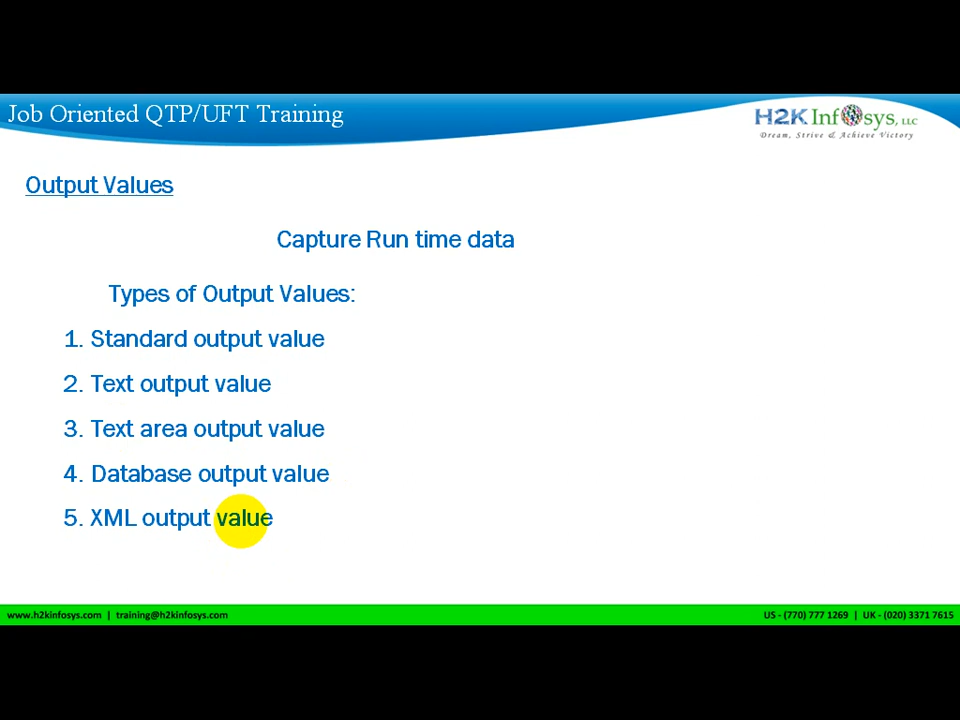 Job Oriented QTP/UFT Training
H2K Infosys, LLC
Dream, Strive & Achieve Victory
Output Values
Capture Run time data
Types of Output Values:
1. Standard output value
2. Text output value
3. Text area output value
4. Database output value
5. XML output value
www.h2kinfosys.com | training@h2kinfosys.com
US - (770) 777 1269 | UK - (020) 3371 7615